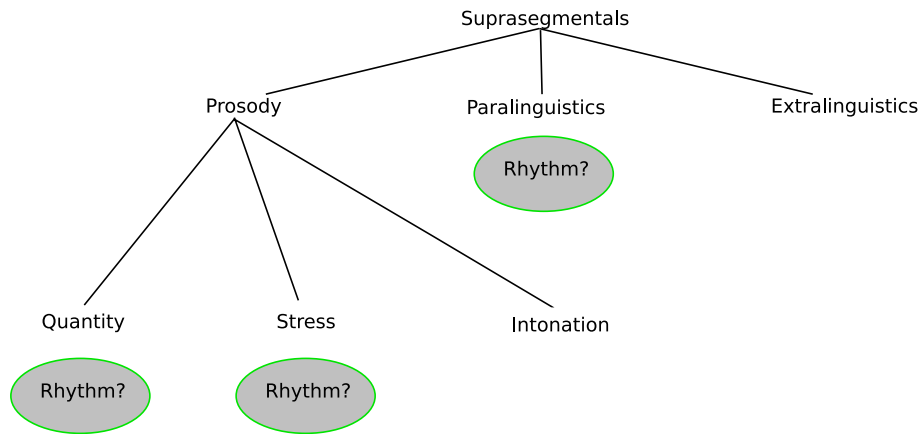 Suprasegmentals
Prosody
Paralinguistics
Extralinguistics
Rhythm?
Quantity
Stress
Intonation
Rhythm?
Rhythm?